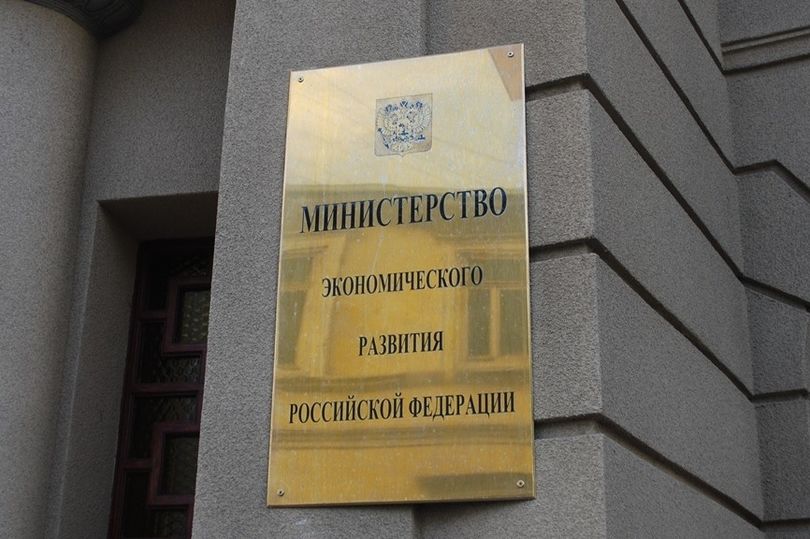 МИНИСТЕРСТВО
ЭКОНОМИЧЕСКОГО
РАЗВИТИЯ
РОССИЙСКОЙ ФЕДЕРАЦИИ